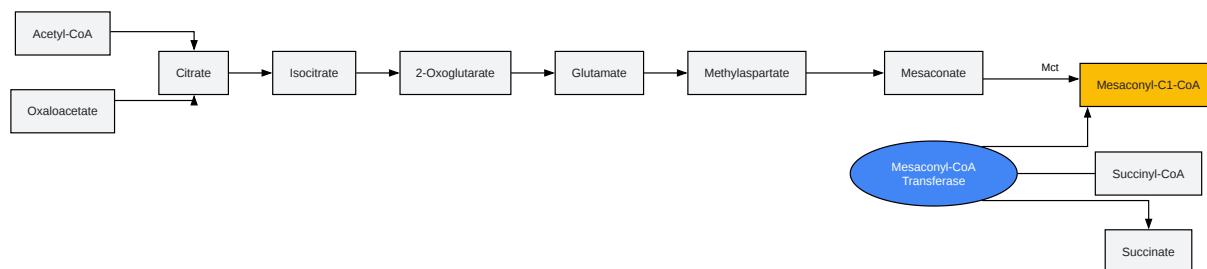 Acetyl-CoA
Oxaloacetate
Citrate
Isocitrate
2-Oxoglutarate
Glutamate
Methylaspartate
Mesaconate
Mct
Mesaconyl-C1-CoA
Mesaconyl-CoA
Transferase
Succinyl-CoA
Succinate